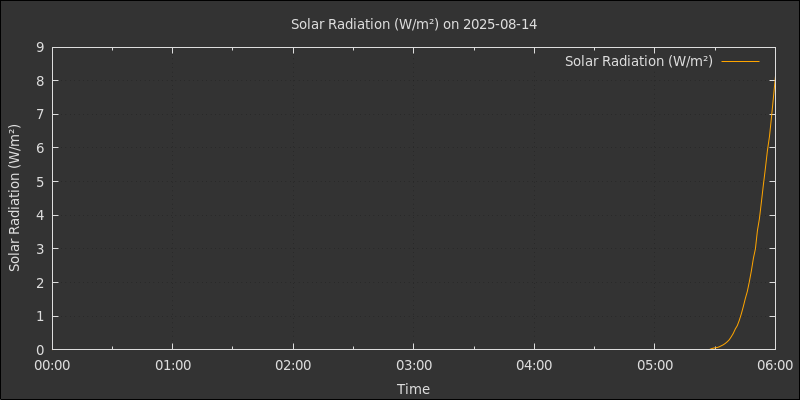 Solar Radiation (W/m²) on 2025-08-14
Solar Radiation (W/m²)
Solar Radiation (W/m²)
9
8
7
6
5
4
3
2
1
0
00:00 01:00 02:00 03:00 04:00 05:00 06:00
Time